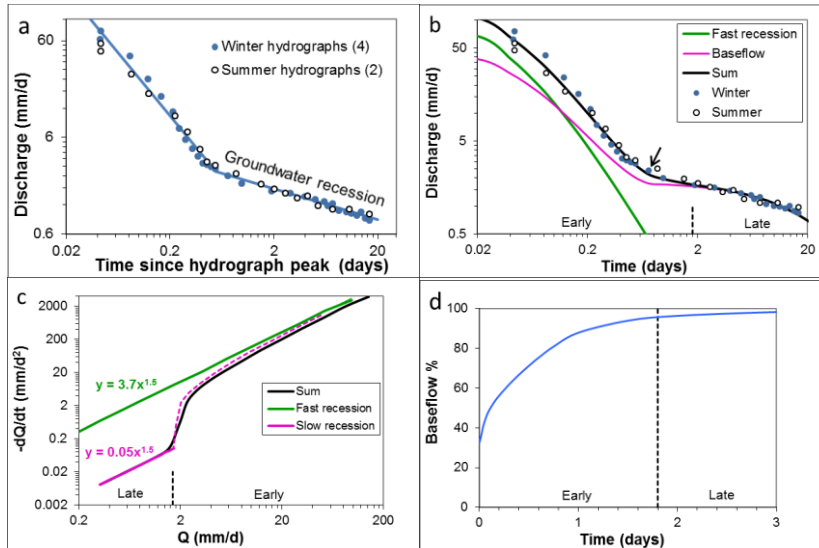 a
60
6
0.6
0.02
0.2
2
20
Discharge (mm/d)
Time since hydrograph peak (days)
Winter hydrographs (4)
Summer hydrographs (2)
Groundwater recession
b
50
5
0.5
0.02
0.2
2
20
Discharge (mm/d)
Time (days)
Fast recession
Baseflow
Sum
Winter
Summer
Early
Late
c
2000
200
20
2
0.2
0.02
0.002
0.2
2
20
200
-dQ/dt (mm/d²)
Q (mm/d)
y = 3.7x^1.5
y = 0.05x^1.5
Sum
Fast recession
Slow recession
Late
Early
d
100
80
60
40
20
0
0
1
2
3
Baseflow %
Time (days)
Early
Late